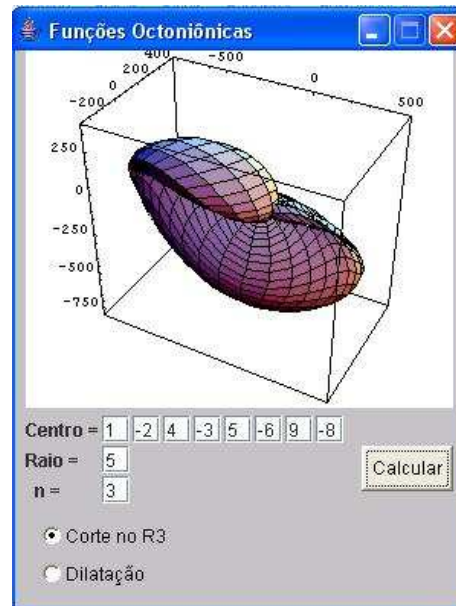 Funções Octoniônicas
400 -500
200 0
0
-200 500
250
0
-250
-500
-750
Centro = 1 -2 4 -3 5 -6 9 -8
Raio = 5
Calcular
n = 3
Corte no R3
Dilatação